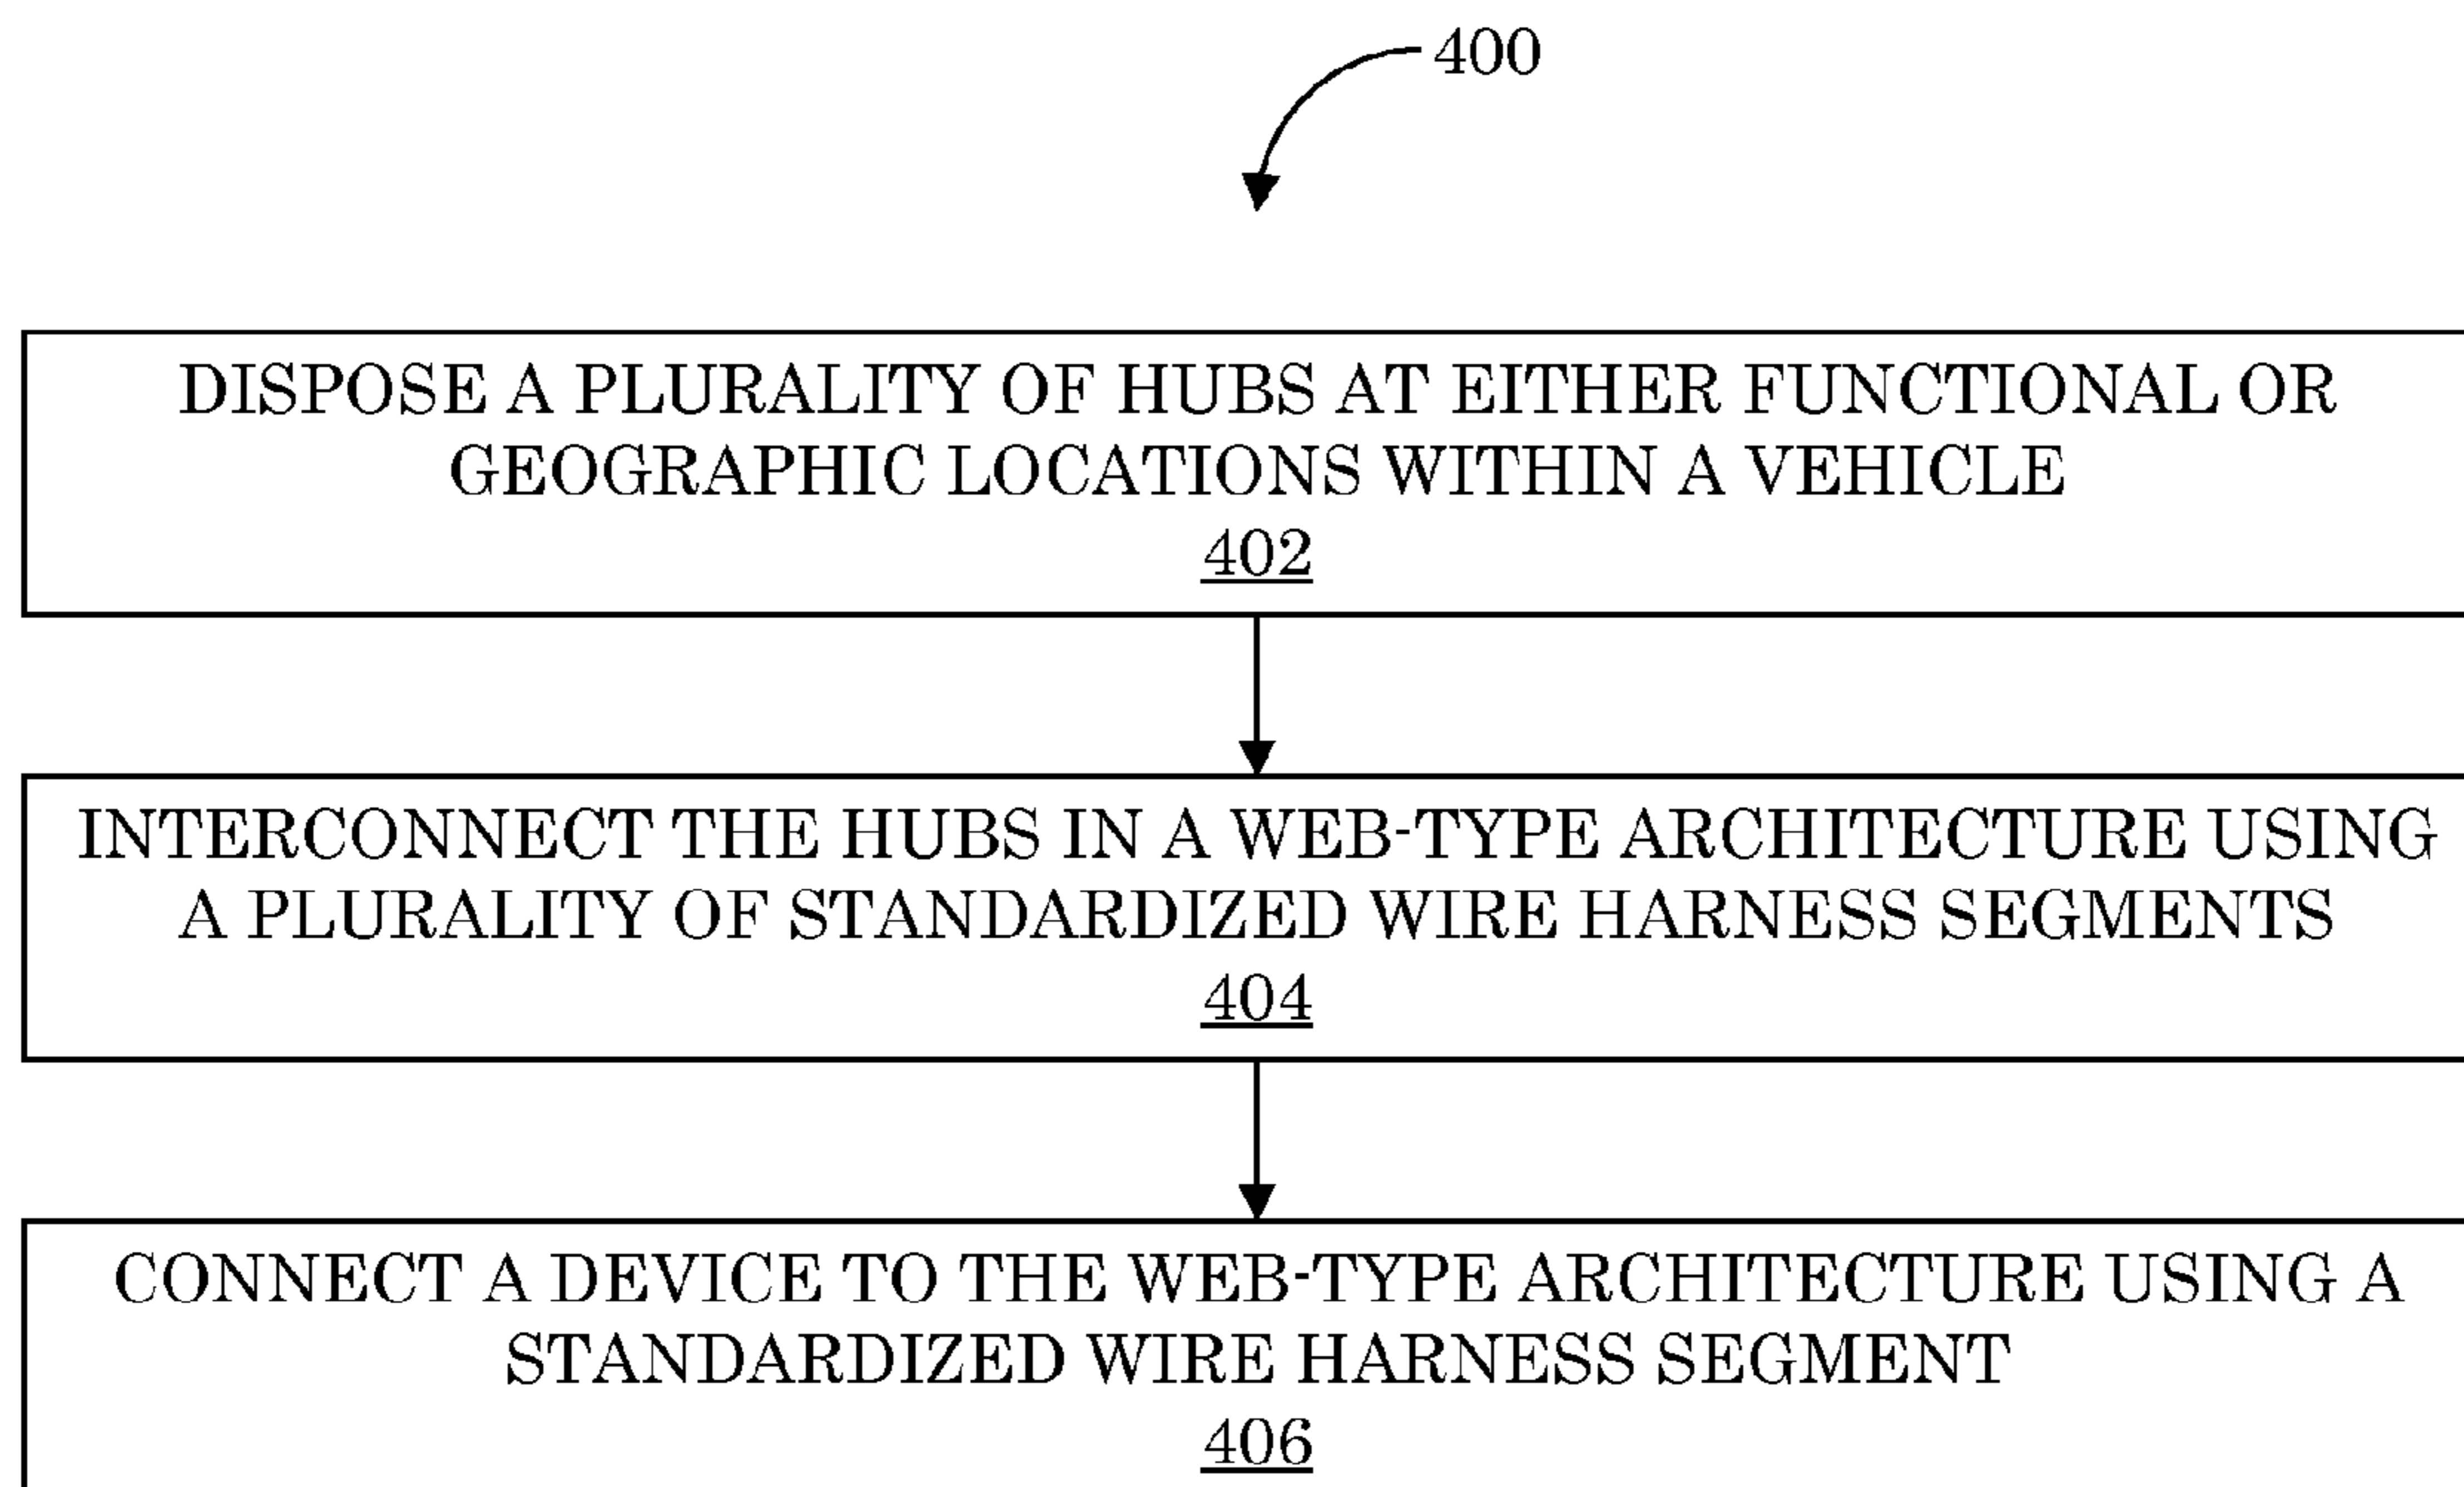 400
DISPOSE A PLURALITY OF HUBS AT EITHER FUNCTIONAL OR
GEOGRAPHIC LOCATIONS WITHIN A VEHICLE
402
INTERCONNECT THE HUBS IN A WEB-TYPE ARCHITECTURE USING
A PLURALITY OF STANDARDIZED WIRE HARNESS SEGMENTS
404
CONNECT A DEVICE TO THE WEB-TYPE ARCHITECTURE USING A
STANDARDIZED WIRE HARNESS SEGMENT
406